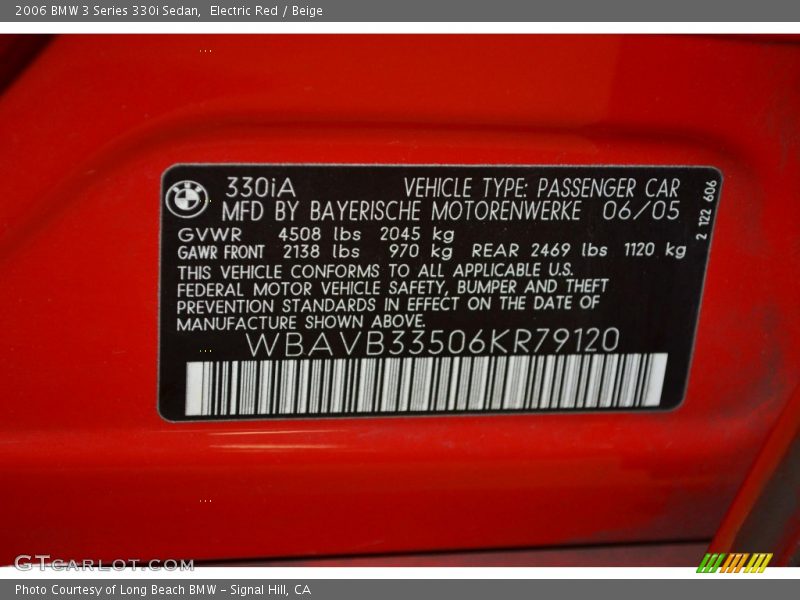 2006 BMW 3 Series 330i Sedan, Electric Red / Beige
330iA VEHICLE TYPE: PASSENGER CAR
MFD BY BAYERISCHE MOTORENWERKE 06/05
GVWR 4508 lbs 2045 kg
GAWR FRONT 2138 lbs 970 kg REAR 2469 lbs 1120 kg
THIS VEHICLE CONFORMS TO ALL APPLICABLE U.S.
FEDERAL MOTOR VEHICLE SAFETY, BUMPER AND THEFT
PREVENTION STANDARDS IN EFFECT ON THE DATE OF
MANUFACTURE SHOWN ABOVE.
WBAVB33506KR79120
2 122 606
GTCARLOT.COM
Photo Courtesy of Long Beach BMW - Signal Hill, CA